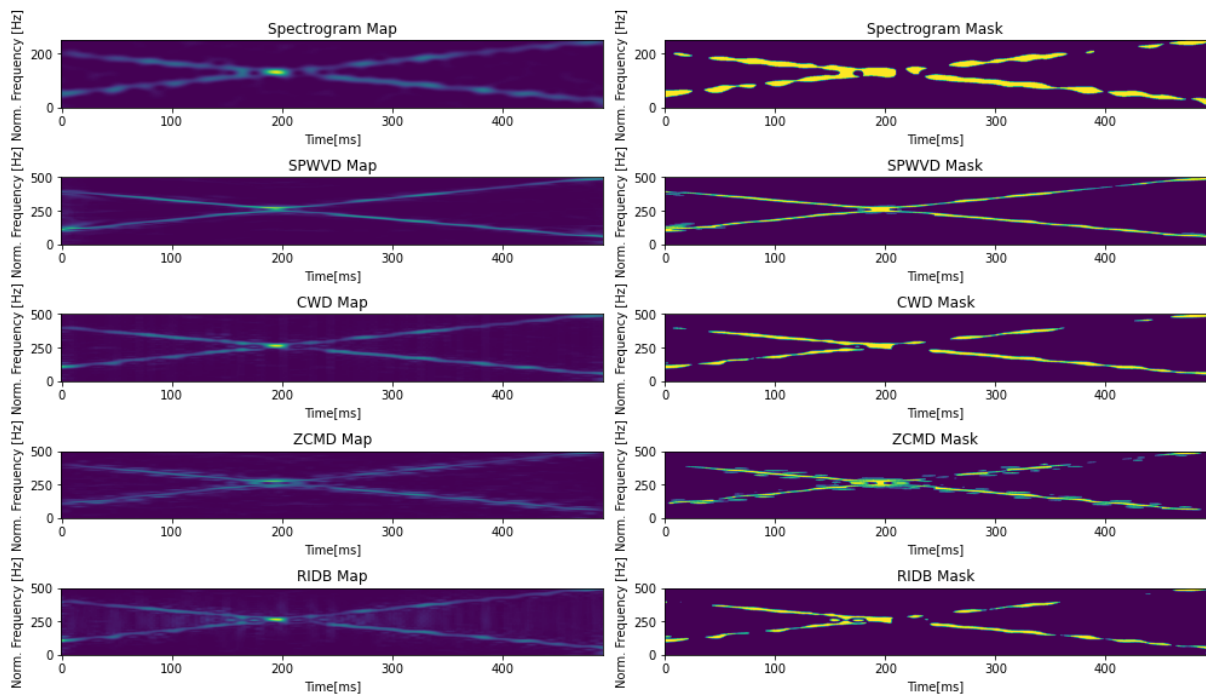 Spectrogram Map
Norm. Frequency [Hz]
200
0
0 100 200 300 400
Time[ms]
Spectrogram Mask
Norm. Frequency [Hz]
200
0
0 100 200 300 400
Time[ms]
SPWVD Map
Norm. Frequency [Hz]
500
250
0
0 100 200 300 400
Time[ms]
SPWVD Mask
Norm. Frequency [Hz]
500
250
0
0 100 200 300 400
Time[ms]
CWD Map
Norm. Frequency [Hz]
500
250
0
0 100 200 300 400
Time[ms]
CWD Mask
Norm. Frequency [Hz]
500
250
0
0 100 200 300 400
Time[ms]
ZCMD Map
Norm. Frequency [Hz]
500
250
0
0 100 200 300 400
Time[ms]
ZCMD Mask
Norm. Frequency [Hz]
500
250
0
0 100 200 300 400
Time[ms]
RIDB Map
Norm. Frequency [Hz]
500
250
0
0 100 200 300 400
Time[ms]
RIDB Mask
Norm. Frequency [Hz]
500
250
0
0 100 200 300 400
Time[ms]